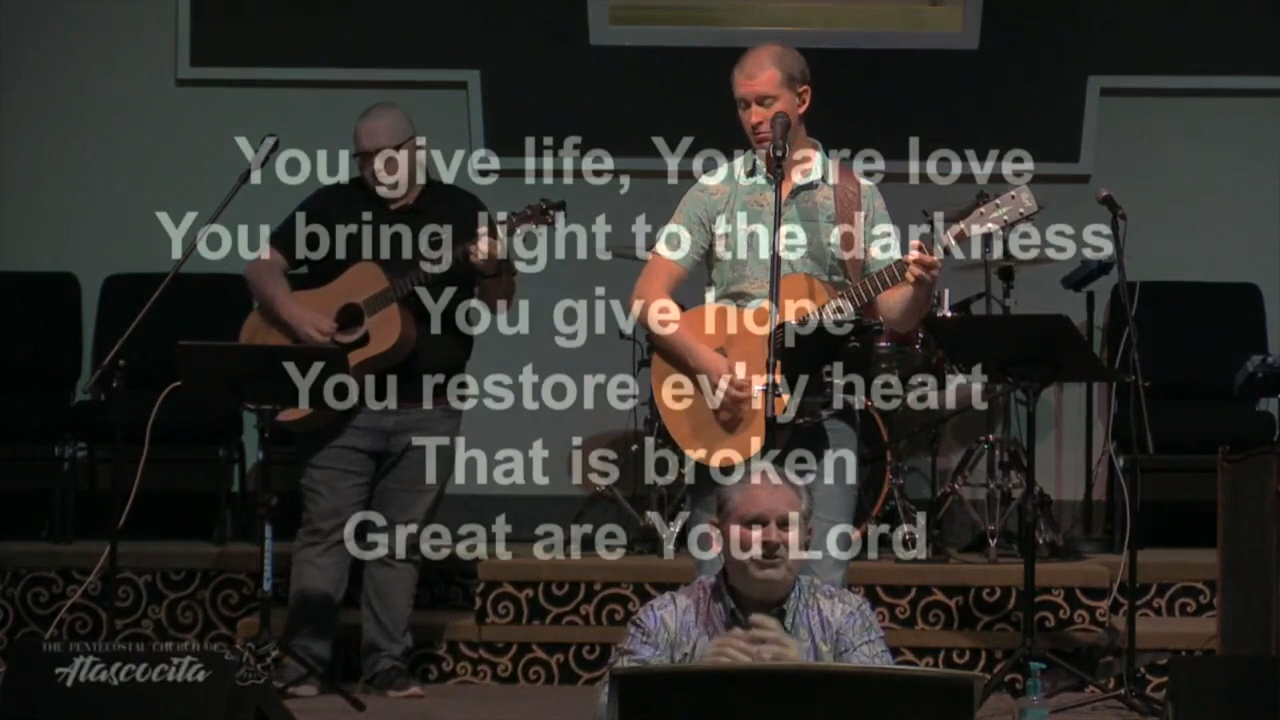 You give life, You are love
You bring light to the darkness
You give hope
You restore ev'ry heart
That is broken
Great are You Lord
THE PENTECOSTAL CHURCH OF
Atascocita